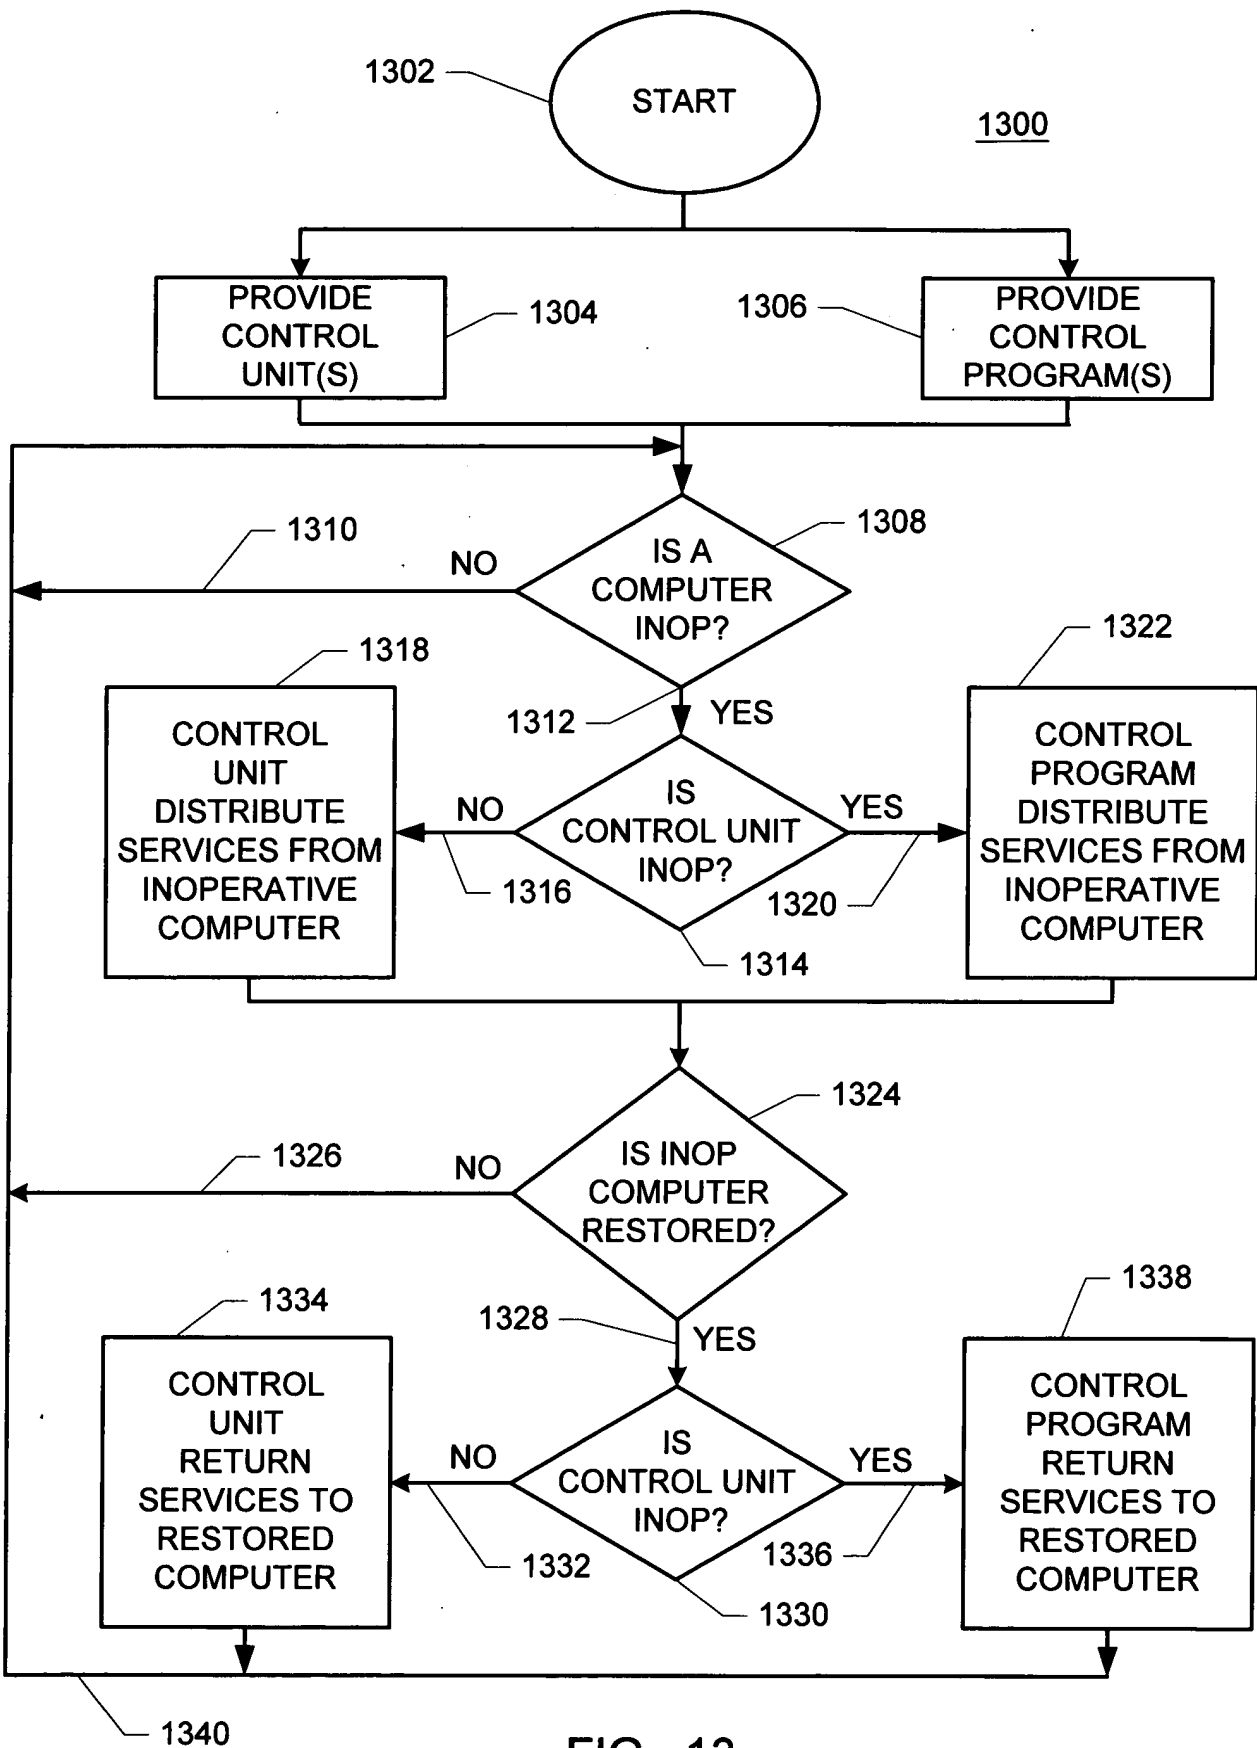 1302
START
1300
PROVIDE
CONTROL
UNIT(S)
1304
1306
PROVIDE
CONTROL
PROGRAM(S)
1310
NO
IS A
COMPUTER
INOP?
1308
1312
YES
1318
CONTROL
UNIT
DISTRIBUTE
SERVICES FROM
INOPERATIVE
COMPUTER
NO
1316
IS
CONTROL UNIT
INOP?
1314
YES
1320
1322
CONTROL
PROGRAM
DISTRIBUTE
SERVICES FROM
INOPERATIVE
COMPUTER
1324
1326
NO
IS INOP
COMPUTER
RESTORED?
1328
YES
1334
CONTROL
UNIT
RETURN
SERVICES TO
RESTORED
COMPUTER
NO
1332
IS
CONTROL UNIT
INOP?
1330
YES
1336
1338
CONTROL
PROGRAM
RETURN
SERVICES TO
RESTORED
COMPUTER
1340
FIG. 13